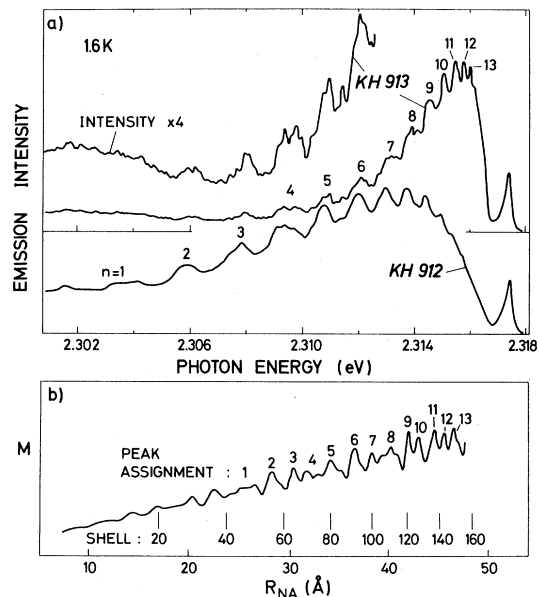 a)
1.6K
KH 913
11 12
10 13
9
8
7
INTENSITY x4
6
5
4
3
2
n=1
KH 912
EMISSION INTENSITY
2.302 2.306 2.310 2.314 2.318
PHOTON ENERGY (eV)
b)
M
PEAK
ASSIGNMENT : 1 2 3 4 5 6 7 8 9 10 11 12 13
SHELL: 20 40 60 80 100 120 140 160
10 20 30 40 50
R_NA (Å)